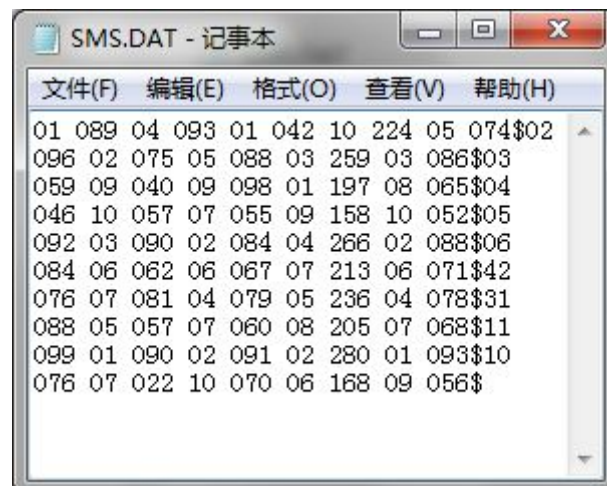 SMS.DAT - 记事本
文件(F) 编辑(E) 格式(O) 查看(V) 帮助(H)
01 089 04 093 01 042 10 224 05 074$02
096 02 075 05 088 03 259 03 086$03
059 09 040 09 098 01 197 08 065$04
046 10 057 07 055 09 158 10 052$05
092 03 090 02 084 04 266 02 088$06
084 06 062 06 067 07 213 06 071$42
076 07 081 04 079 05 236 04 078$31
088 05 057 07 060 08 205 07 068$11
099 01 090 02 091 02 280 01 093$10
076 07 022 10 070 06 168 09 056$